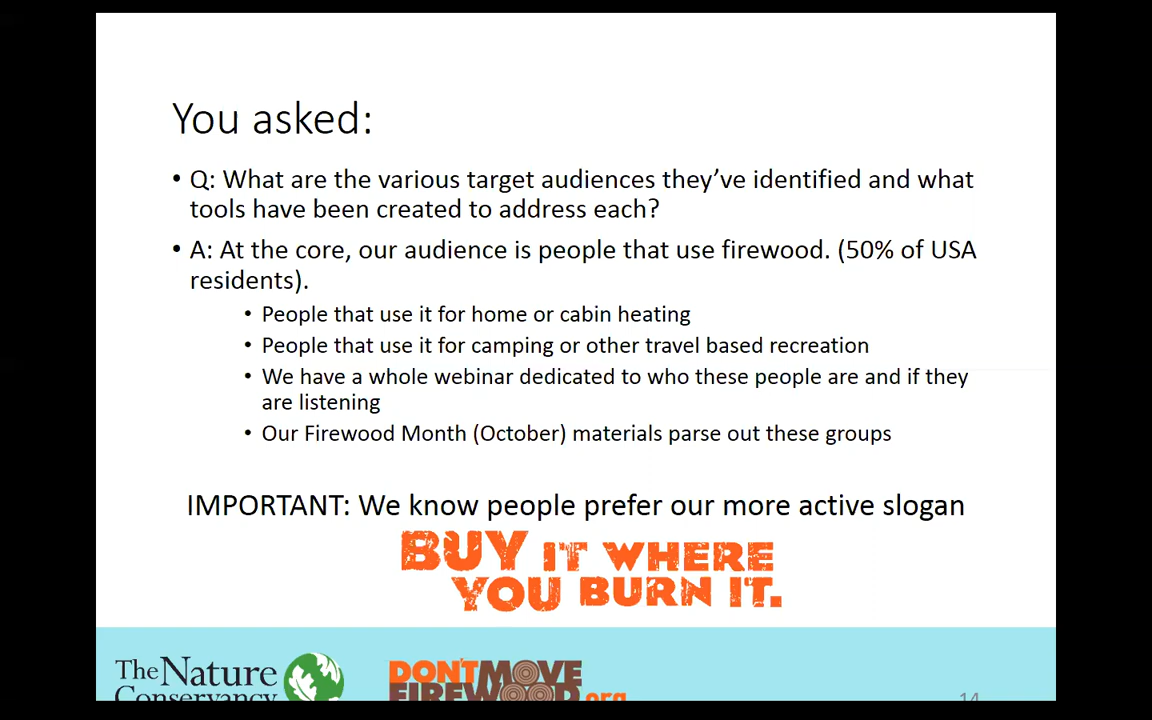 You asked:
• Q: What are the various target audiences they’ve identified and what
tools have been created to address each?
• A: At the core, our audience is people that use firewood. (50% of USA
residents).
• People that use it for home or cabin heating
• People that use it for camping or other travel based recreation
• We have a whole webinar dedicated to who these people are and if they
are listening
• Our Firewood Month (October) materials parse out these groups
IMPORTANT: We know people prefer our more active slogan
BUY IT WHERE
YOU BURN IT.
The Nature
Conservancy
DON'T MOVE
FIREWOOD.org
14